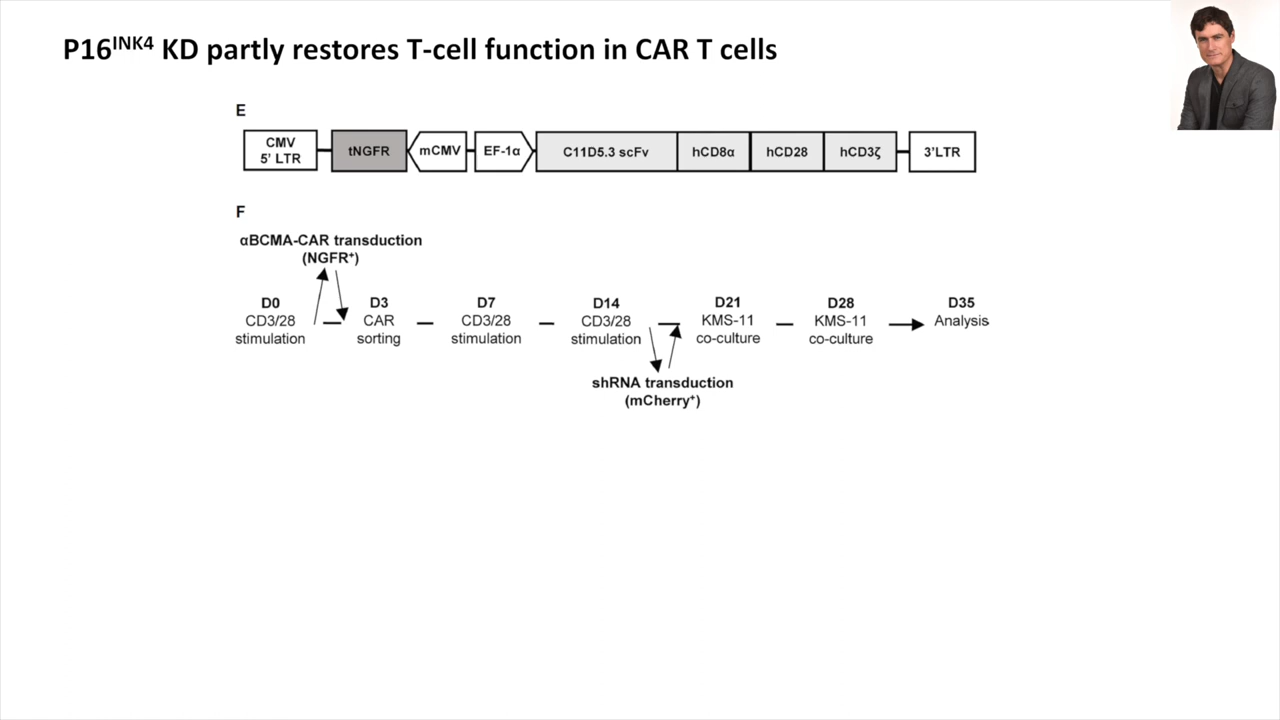 P16INK4 KD partly restores T-cell function in CAR T cells
E
CMV
5' LTR
tNGFR
mCMV
EF-1α
C11D5.3 scFv
hCD8α
hCD28
hCD3ζ
3'LTR
F
αBCMA-CAR transduction
(NGFR+)
D0
CD3/28
stimulation
D3
CAR
sorting
D7
CD3/28
stimulation
D14
CD3/28
stimulation
D21
KMS-11
co-culture
D28
KMS-11
co-culture
D35
Analysis
shRNA transduction
(mCherry+)